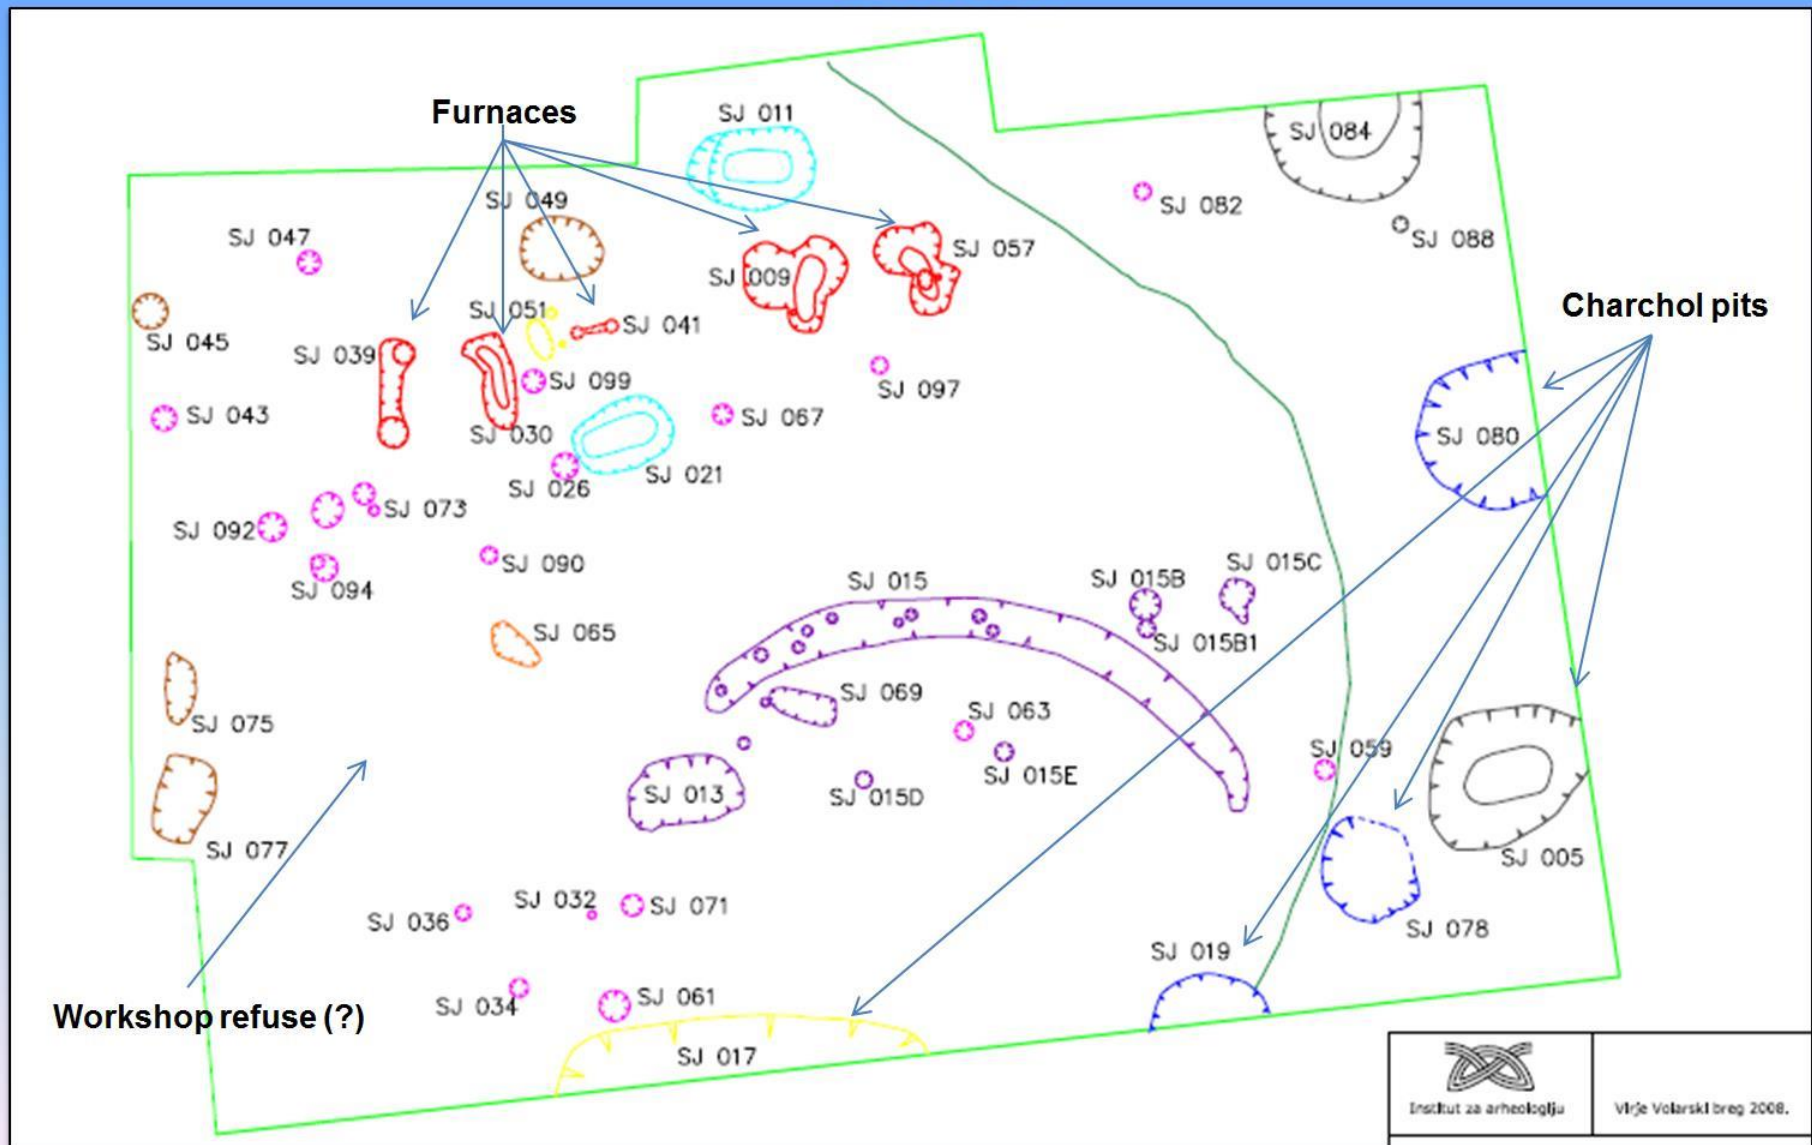 Furnaces
SJ 011
SJ 084
SJ 049
SJ 082
SJ 047
SJ 088
SJ 057
SJ 009
Charchol pits
SJ 051
SJ 041
SJ 045
SJ 039
SJ 099
SJ 097
SJ 043
SJ 067
SJ 030
SJ 080
SJ 021
SJ 026
SJ 073
SJ 092
SJ 090
SJ 094
SJ 015
SJ 015B
SJ 015C
SJ 065
SJ 015B1
SJ 069
SJ 063
SJ 075
SJ 059
SJ 015E
SJ 013
SJ 015D
SJ 077
SJ 005
SJ 032
SJ 071
SJ 036
SJ 078
SJ 019
SJ 061
SJ 034
Workshop refuse (?)
SJ 017
Institut za arheologiju
Virje Volarski breg 2008.